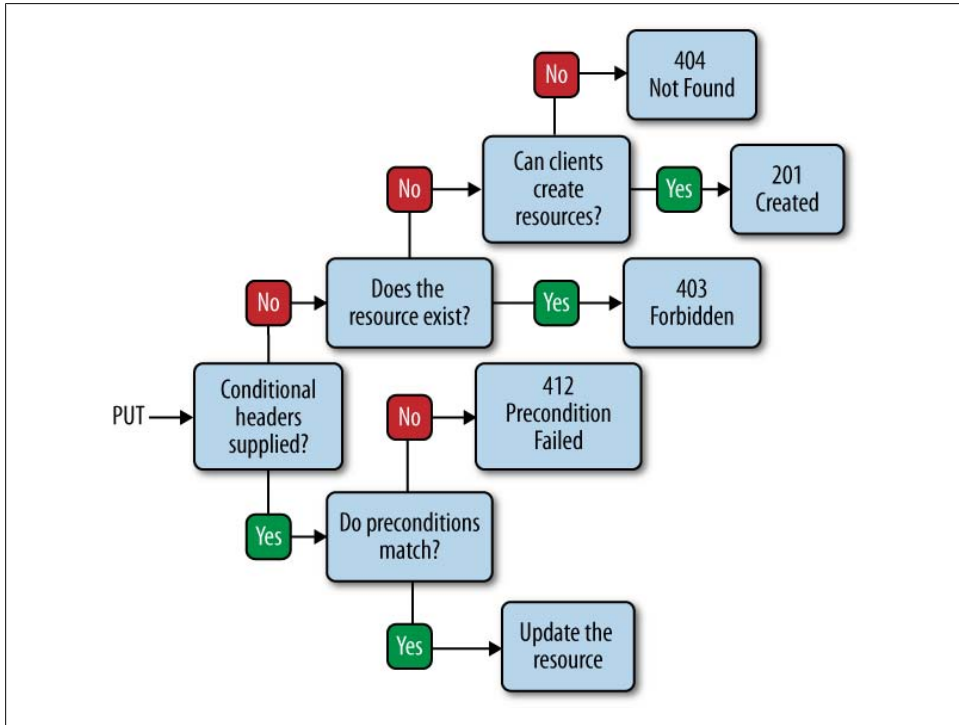 No
404
Not Found
No
Can clients
create
resources?
Yes
201
Created
No
Does the
resource exist?
Yes
403
Forbidden
PUT
Conditional
headers
supplied?
No
412
Precondition
Failed
Yes
Do preconditions
match?
Yes
Update the
resource